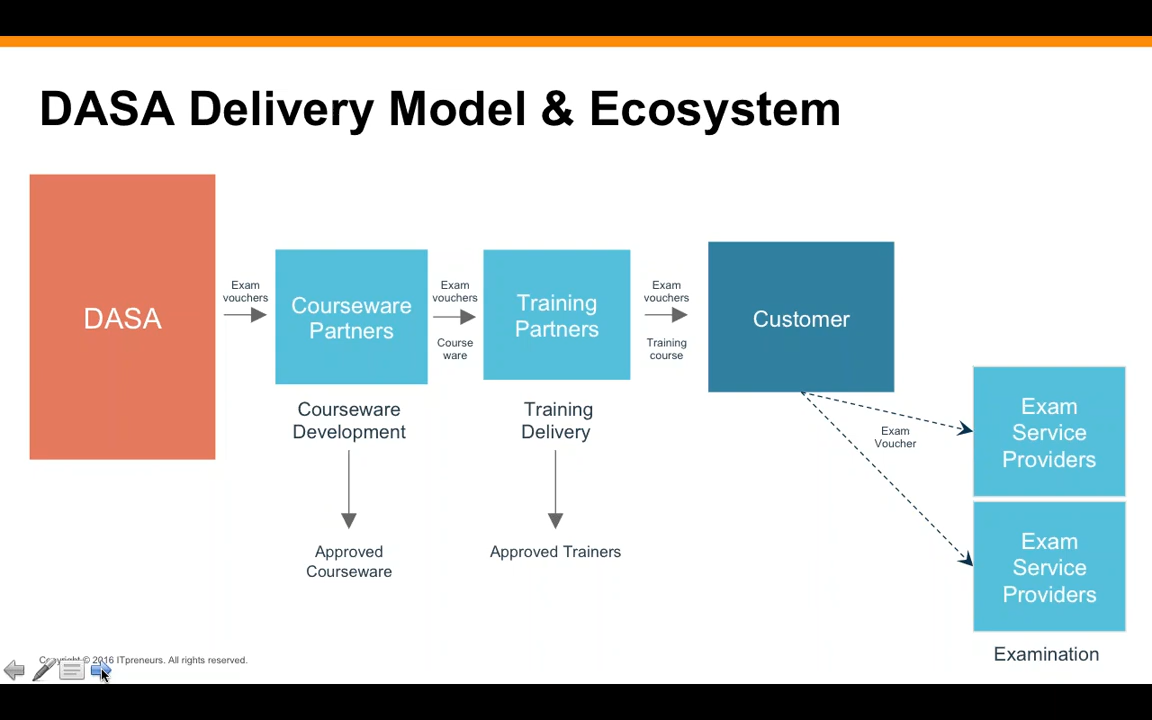 DASA Delivery Model & Ecosystem
DASA
Exam
vouchers
Courseware
Partners
Exam
vouchers
Course
ware
Training
Partners
Exam
vouchers
Training
course
Customer
Courseware
Development
Training
Delivery
Exam
Voucher
Exam
Service
Providers
Approved
Courseware
Approved Trainers
Exam
Service
Providers
Examination
Copyright © 2016 ITpreneurs. All rights reserved.